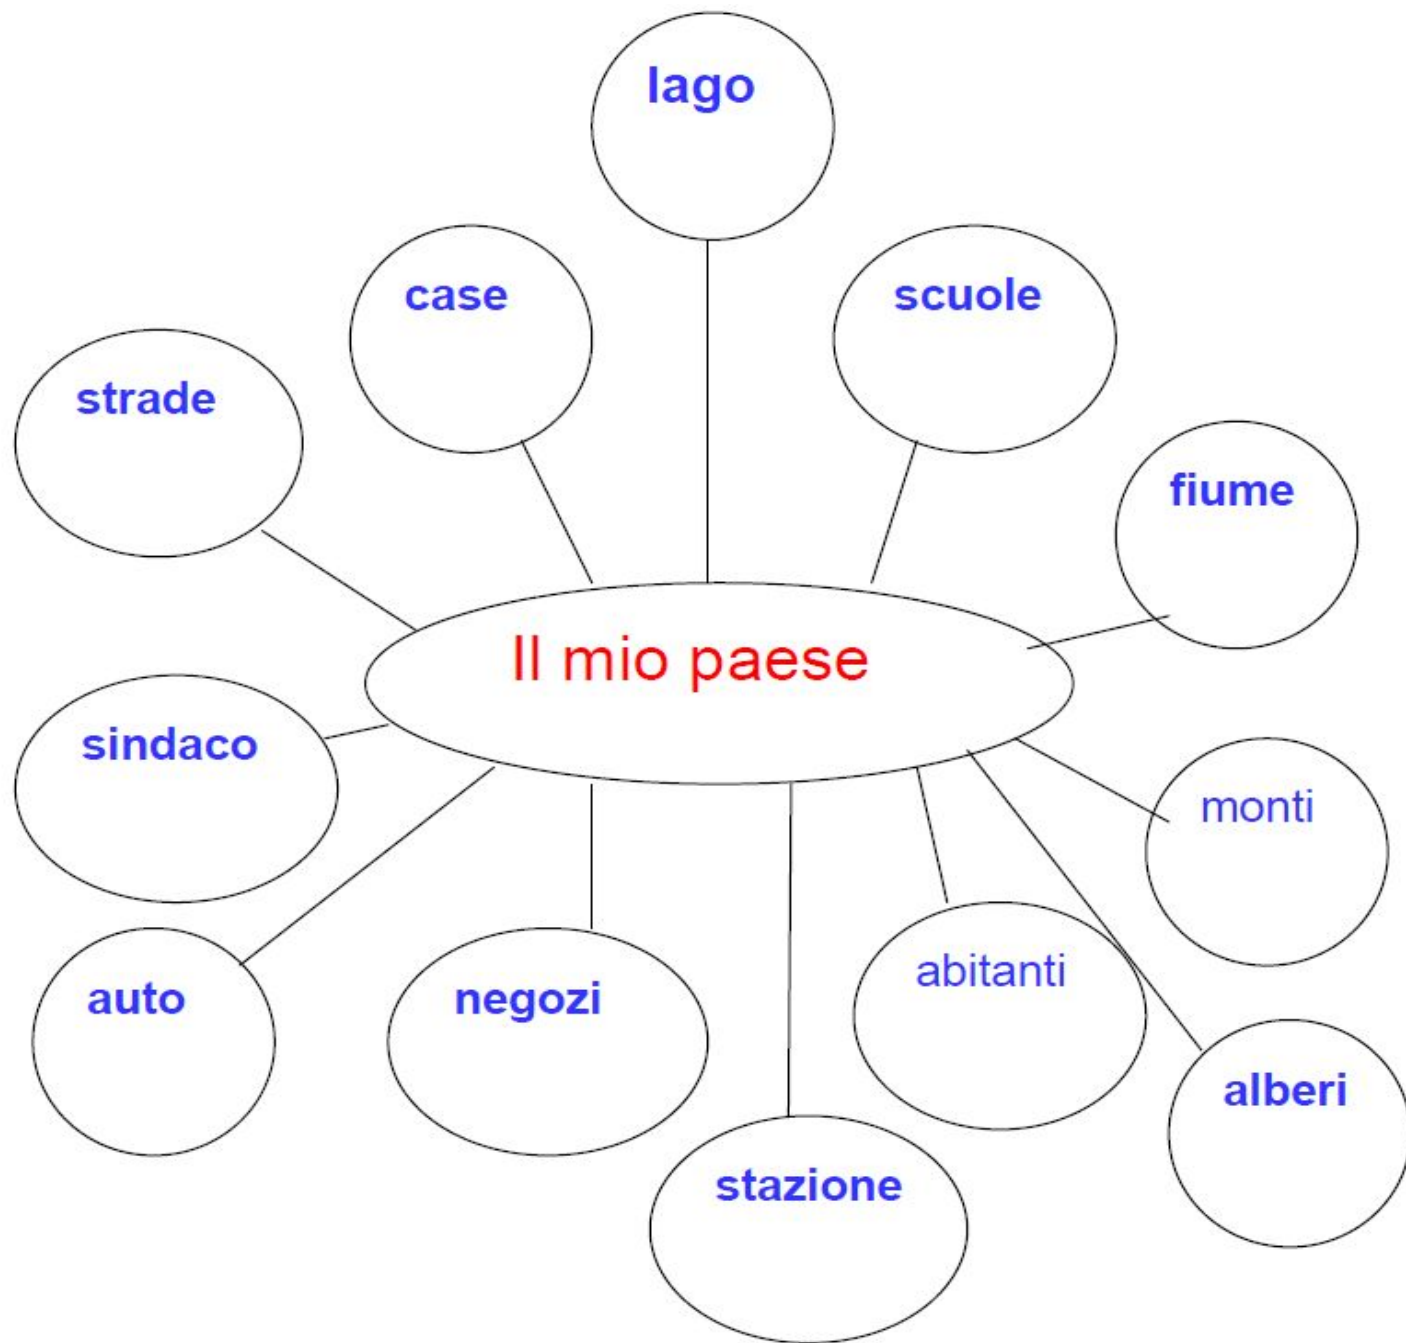 lago
case
scuole
strade
fiume
Il mio paese
sindaco
monti
auto
negozi
abitanti
alberi
stazione